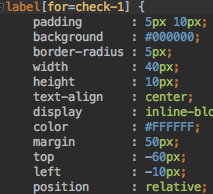 label[for=check-1] {
padding : 5px 10px;
background : #000000;
border-radius : 5px;
width : 40px;
height : 10px;
text-align : center;
display : inline-blo
color : #FFFFFF;
margin : 50px;
top : -60px;
left : -10px;
position : relative;